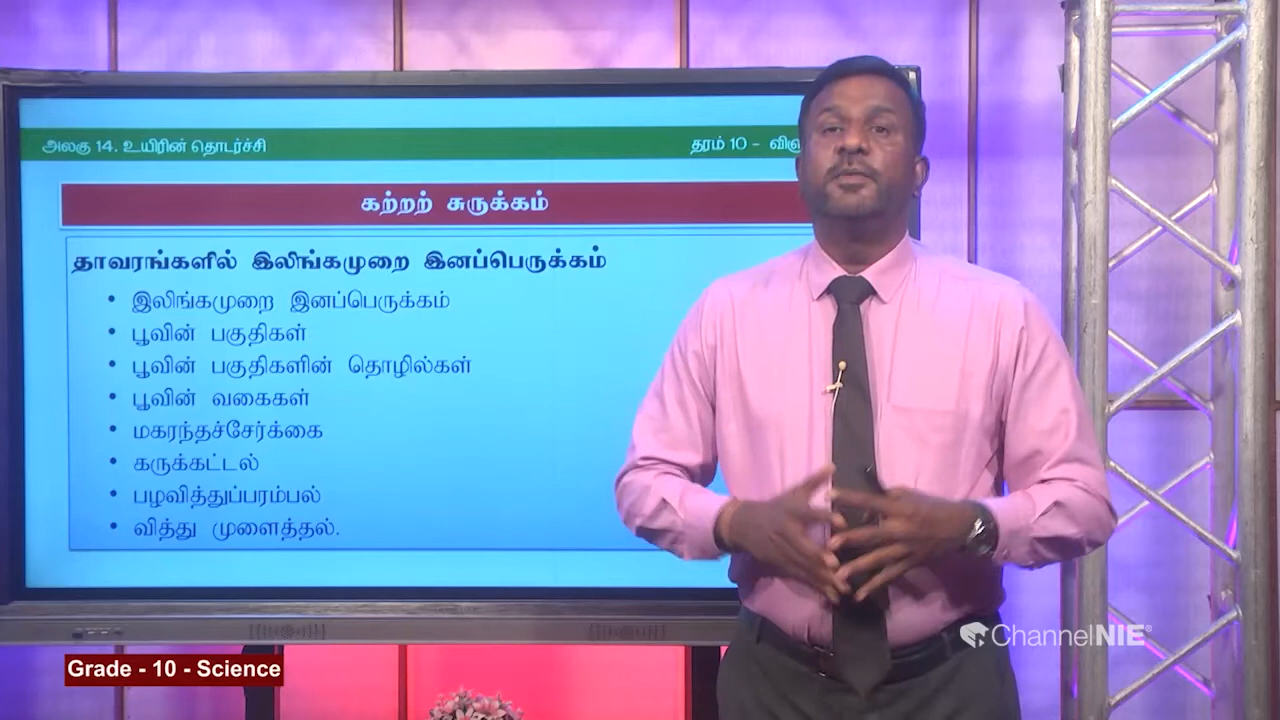 அலகு 14. உயிரின் தொடர்ச்சி
தரம் 10 -
கற்றற் சுருக்கம்
தாவரங்களில் இலிங்கமுறை இனப்பெருக்கம்
• இலிங்கமுறை இனப்பெருக்கம்
• பூவின் பகுதிகள்
• பூவின் பகுதிகளின் தொழில்கள்
• பூவின் வகைகள்
• மகரந்தச்சேர்க்கை
• கருக்கட்டல்
• பழவித்துப்பரம்பல்
• வித்து முளைத்தல்.
ChannelNIE®
Grade - 10 - Science